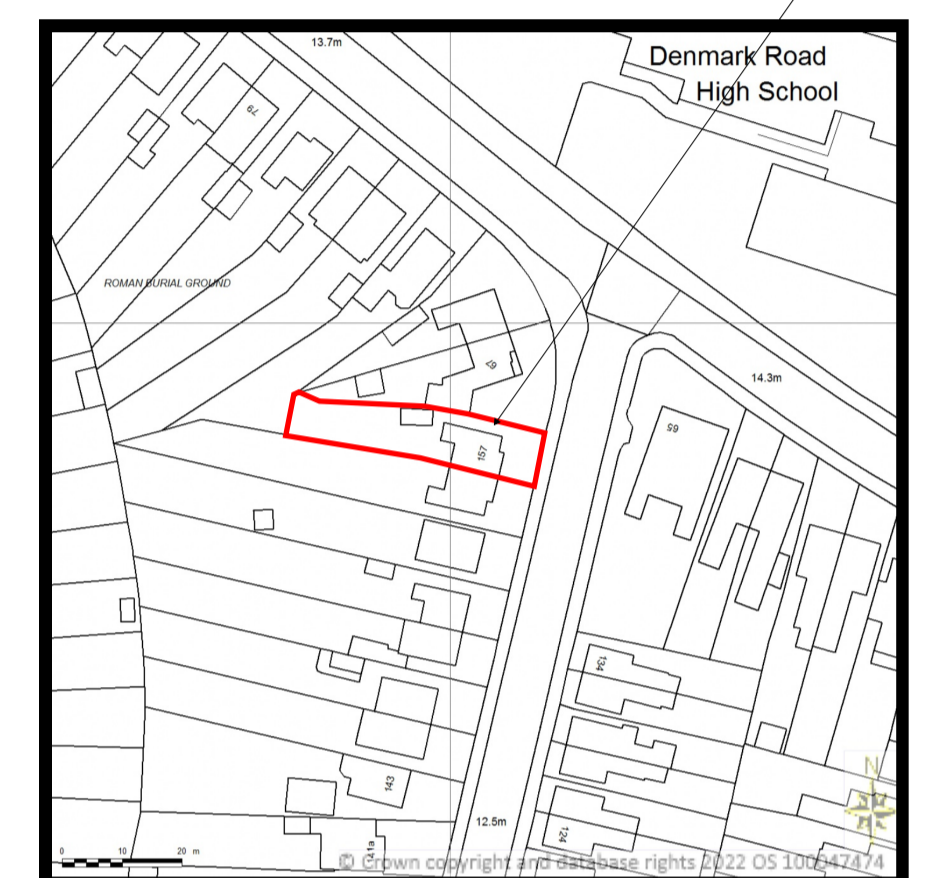 13.7m
Denmark Road
High School
79
ROMAN BURIAL GROUND
67
14.3m
65
157
134
143
N
12.5m
124
141a
0 10 20 m
© Crown copyright and database rights 2022 OS 100047474